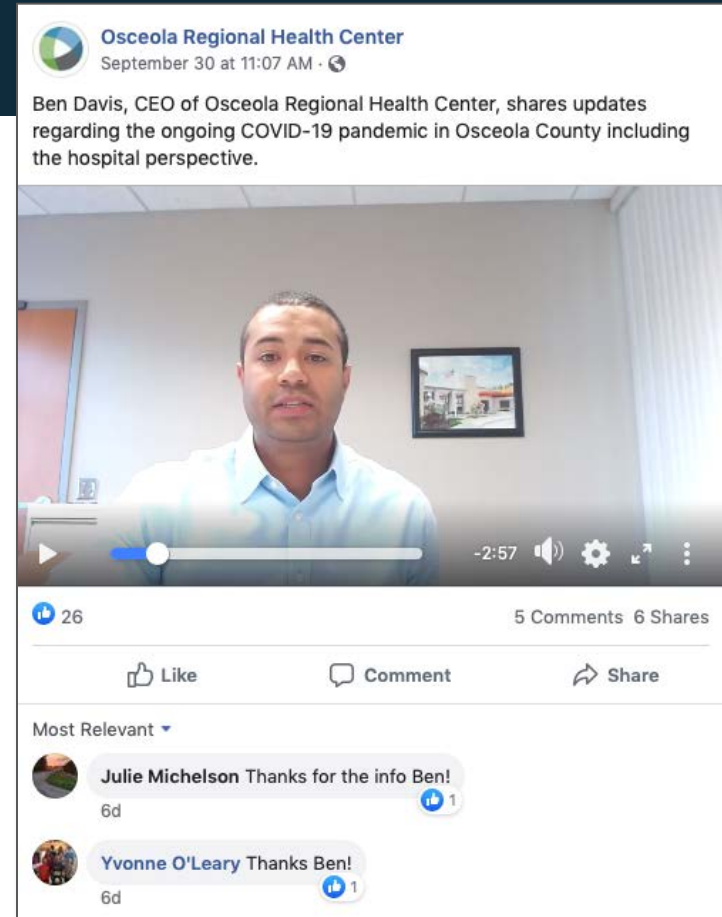 Osceola Regional Health Center
September 30 at 11:07 AM ·
Ben Davis, CEO of Osceola Regional Health Center, shares updates
regarding the ongoing COVID-19 pandemic in Osceola County including
the hospital perspective.
-2:57
26
5 Comments 6 Shares
Like Comment Share
Most Relevant
Julie Michelson Thanks for the info Ben!
1
6d
Yvonne O'Leary Thanks Ben!
1
6d